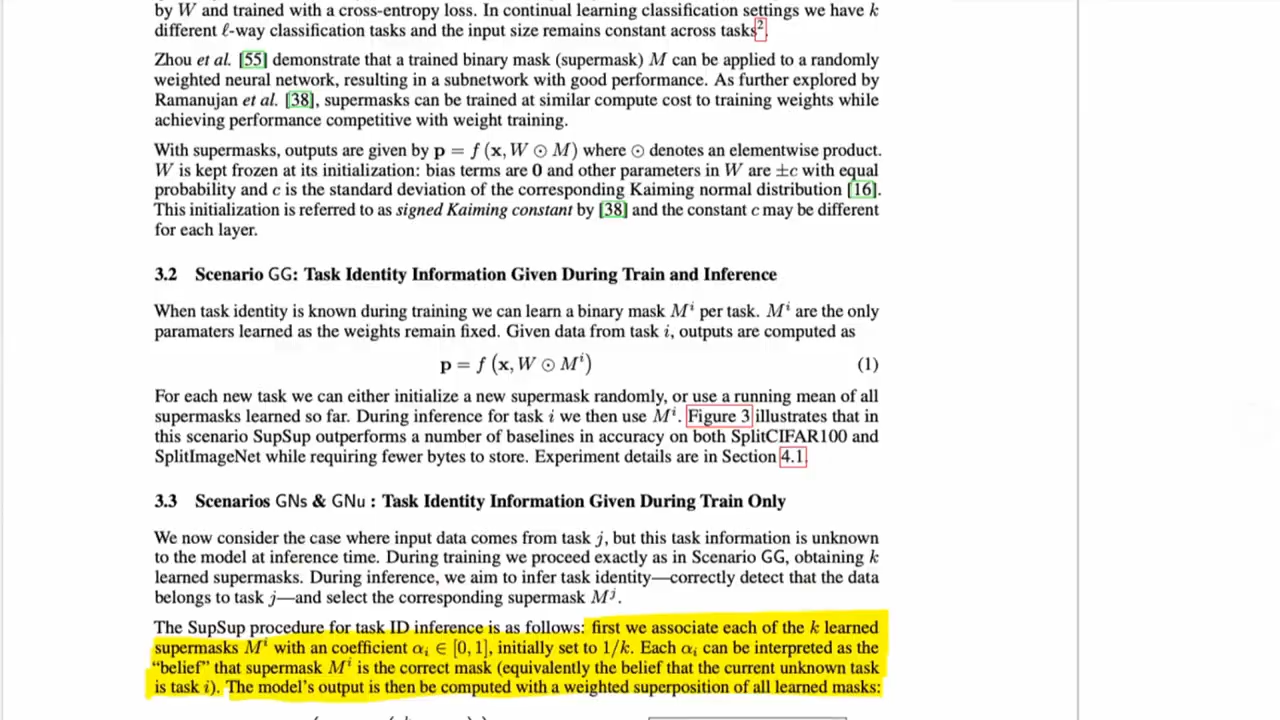 by W and trained with a cross-entropy loss. In continual learning classification settings we have k
different ℓ-way classification tasks and the input size remains constant across tasks².
Zhou et al. [55] demonstrate that a trained binary mask (supermask) M can be applied to a randomly
weighted neural network, resulting in a subnetwork with good performance. As further explored by
Ramanujan et al. [38], supermasks can be trained at similar compute cost to training weights while
achieving performance competitive with weight training.
With supermasks, outputs are given by p = f (x, W ⊙ M) where ⊙ denotes an elementwise product.
W is kept frozen at its initialization: bias terms are 0 and other parameters in W are ±c with equal
probability and c is the standard deviation of the corresponding Kaiming normal distribution [16].
This initialization is referred to as signed Kaiming constant by [38] and the constant c may be different
for each layer.
3.2 Scenario GG: Task Identity Information Given During Train and Inference
When task identity is known during training we can learn a binary mask Mⁱ per task. Mⁱ are the only
paramaters learned as the weights remain fixed. Given data from task i, outputs are computed as
p = f (x, W ⊙ Mⁱ) (1)
For each new task we can either initialize a new supermask randomly, or use a running mean of all
supermasks learned so far. During inference for task i we then use Mⁱ. Figure 3 illustrates that in
this scenario SupSup outperforms a number of baselines in accuracy on both SplitCIFAR100 and
SplitImageNet while requiring fewer bytes to store. Experiment details are in Section 4.1.
3.3 Scenarios GNs & GNu : Task Identity Information Given During Train Only
We now consider the case where input data comes from task j, but this task information is unknown
to the model at inference time. During training we proceed exactly as in Scenario GG, obtaining k
learned supermasks. During inference, we aim to infer task identity—correctly detect that the data
belongs to task j—and select the corresponding supermask Mʲ.
The SupSup procedure for task ID inference is as follows: first we associate each of the k learned
supermasks Mⁱ with an coefficient αᵢ ∈ [0, 1], initially set to 1/k. Each αᵢ can be interpreted as the
“belief” that supermask Mⁱ is the correct mask (equivalently the belief that the current unknown task
is task i). The model’s output is then be computed with a weighted superposition of all learned masks: